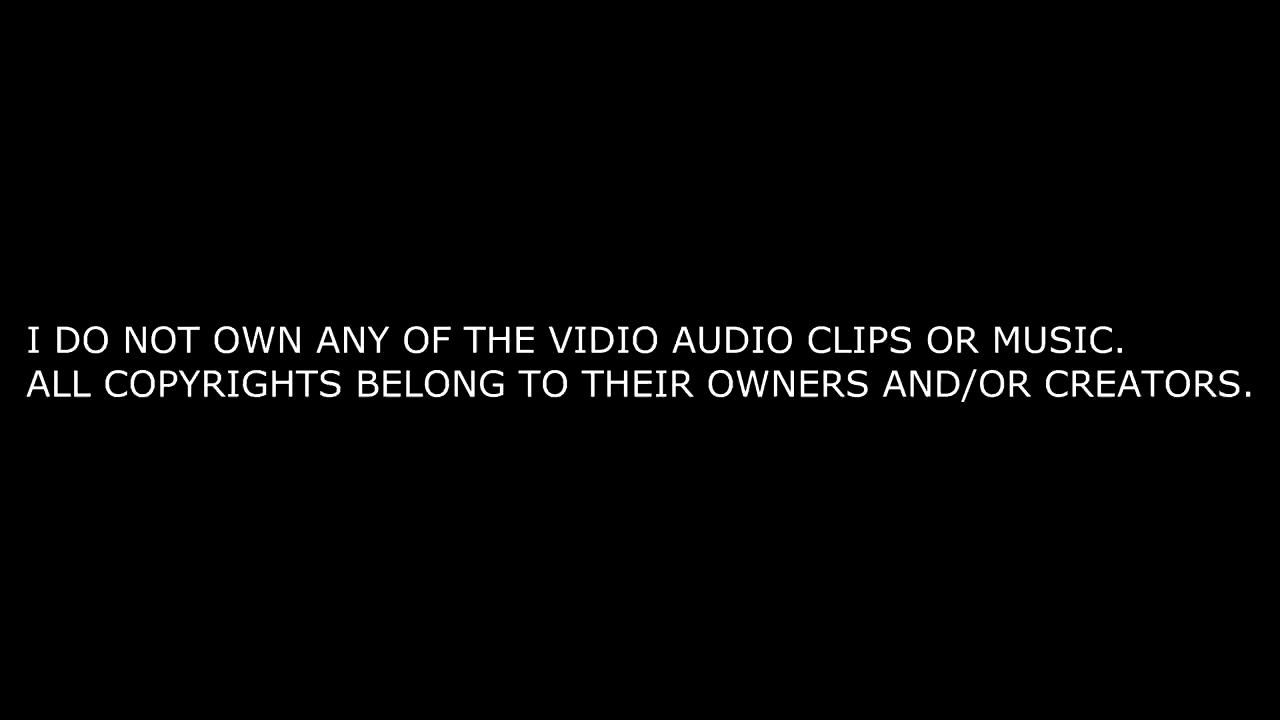 I DO NOT OWN ANY OF THE VIDIO AUDIO CLIPS OR MUSIC.
ALL COPYRIGHTS BELONG TO THEIR OWNERS AND/OR CREATORS.